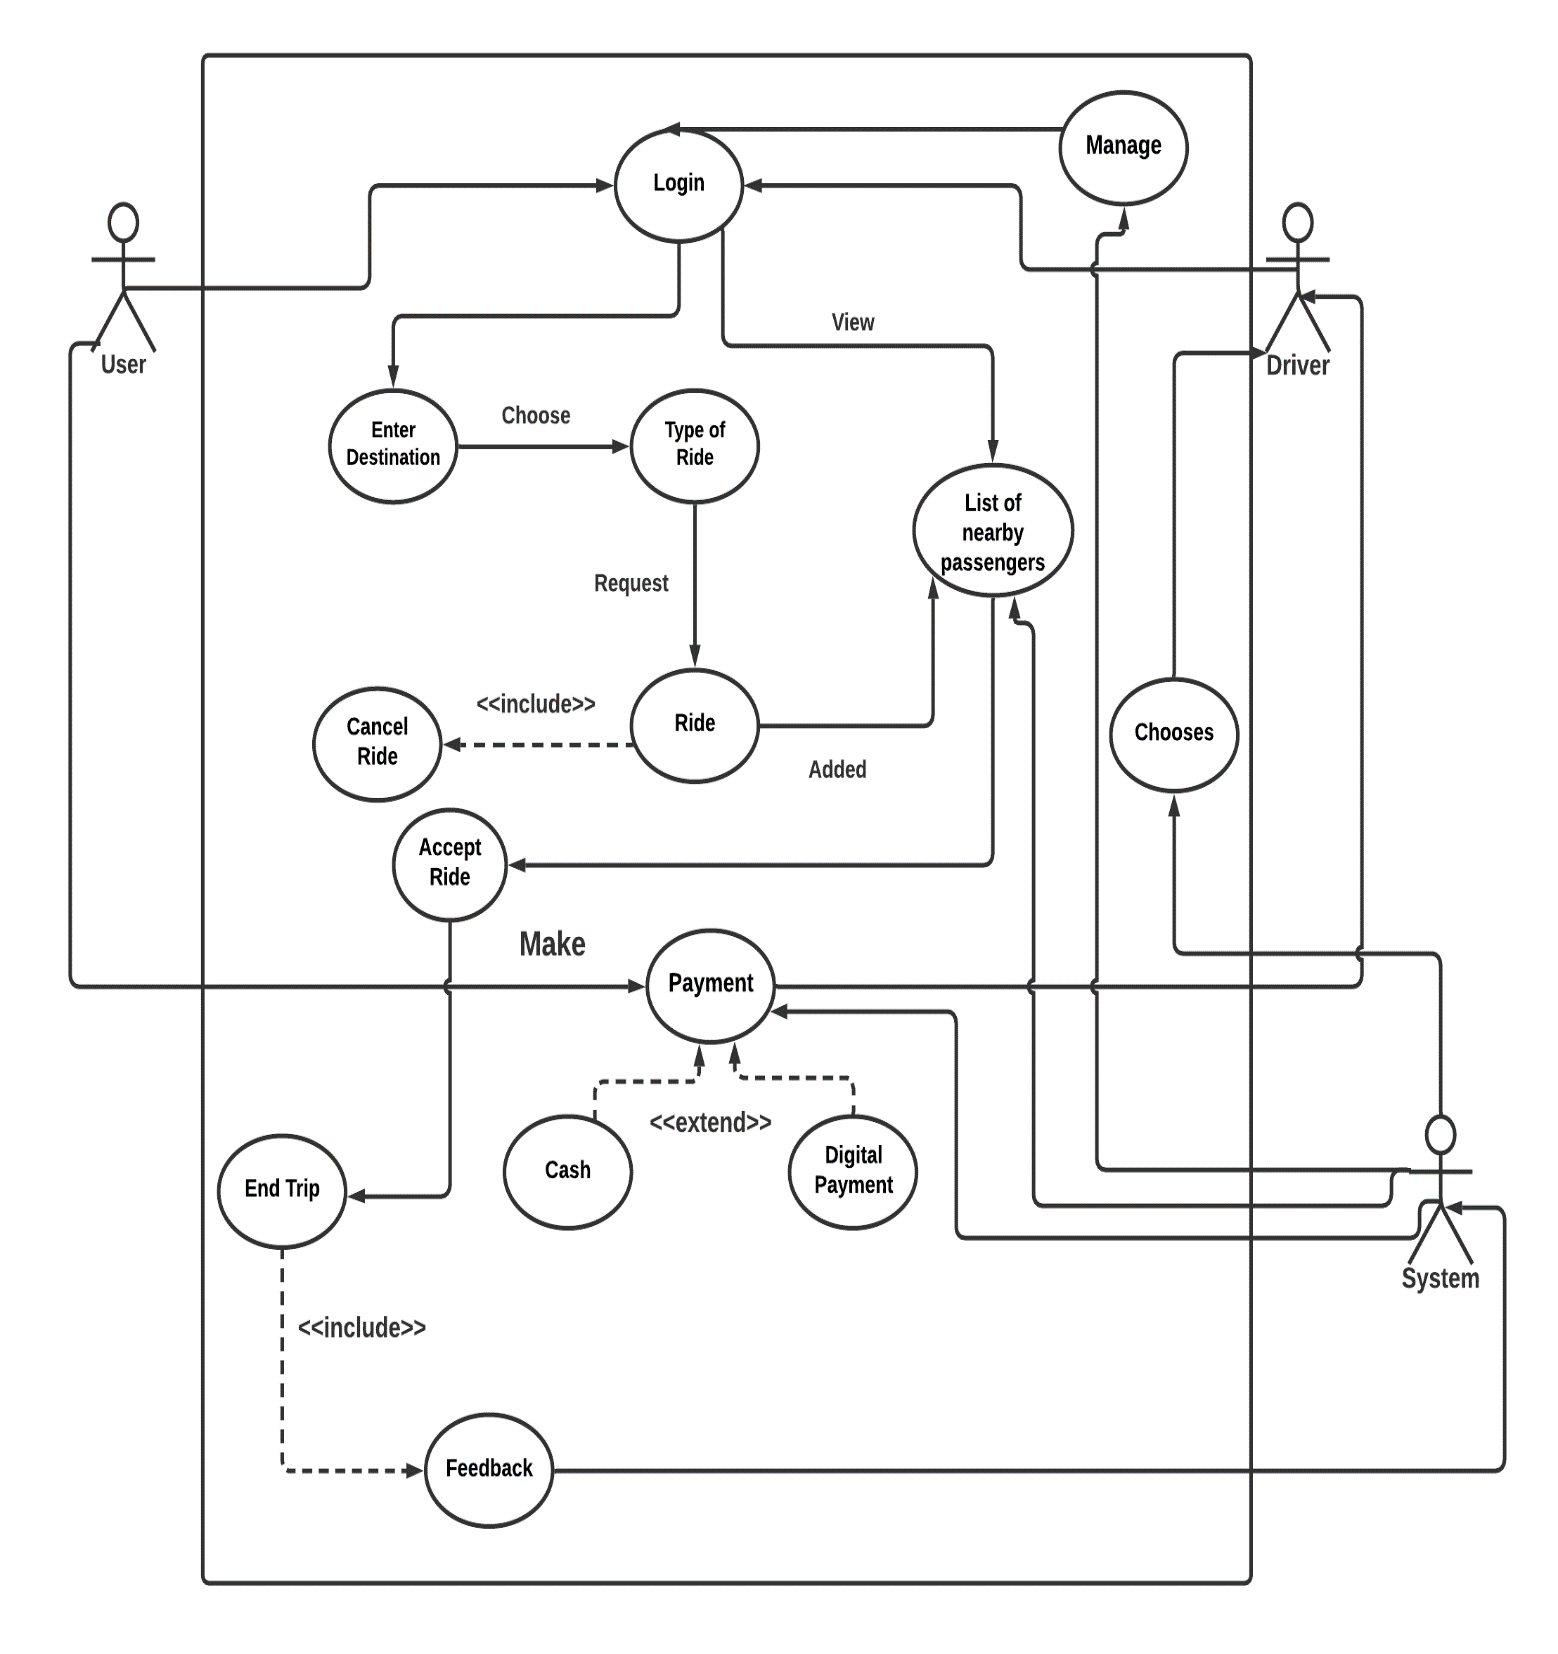 Manage
Login
User
Driver
View
Enter
Destination
Choose
Type of
Ride
List of
nearby
passengers
Request
<<include>>
Cancel
Ride
Ride
Chooses
Added
Accept
Ride
Make
Payment
<<extend>>
Cash
Digital
Payment
End Trip
System
<<include>>
Feedback